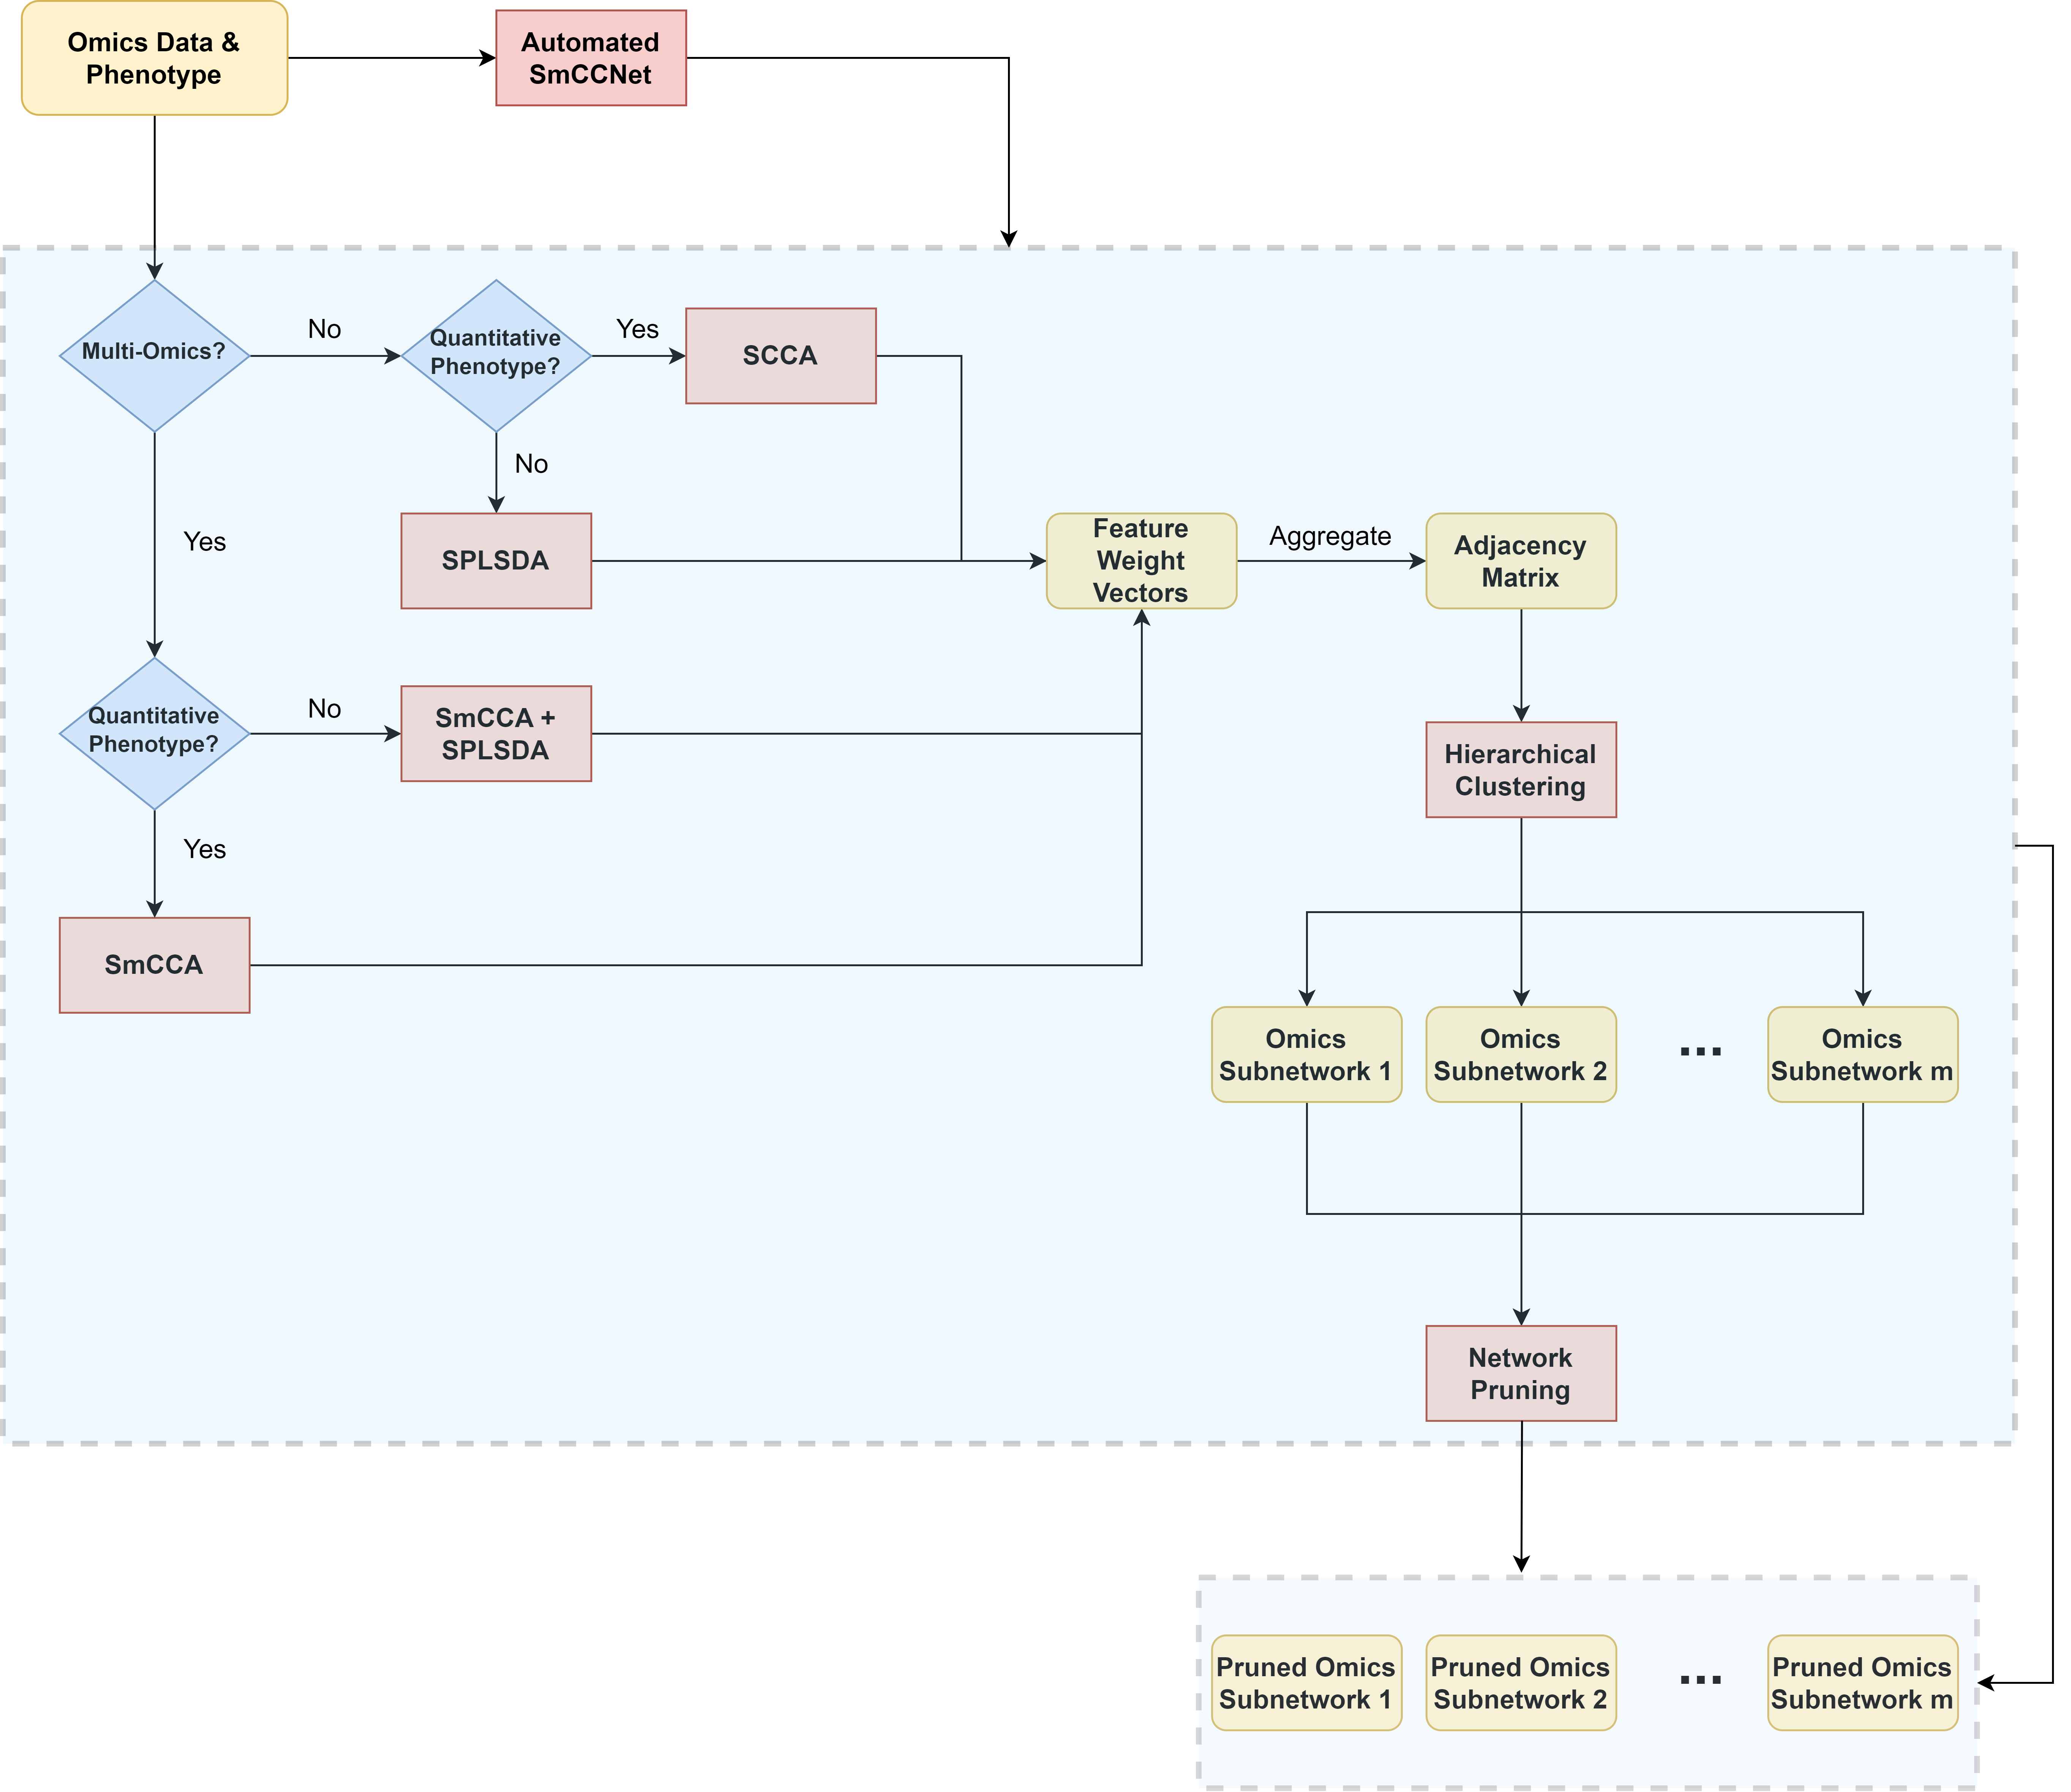 Omics Data &
Phenotype
Automated
SmCCNet
Multi-Omics?
No
Quantitative
Phenotype?
Yes
SCCA
No
Yes
SPLSDA
Feature
Weight
Vectors
Aggregate
Adjacency
Matrix
Quantitative
Phenotype?
No
SmCCA +
SPLSDA
Hierarchical
Clustering
Yes
SmCCA
Omics
Subnetwork 1
Omics
Subnetwork 2
...
Omics
Subnetwork m
Network
Pruning
Pruned Omics
Subnetwork 1
Pruned Omics
Subnetwork 2
...
Pruned Omics
Subnetwork m